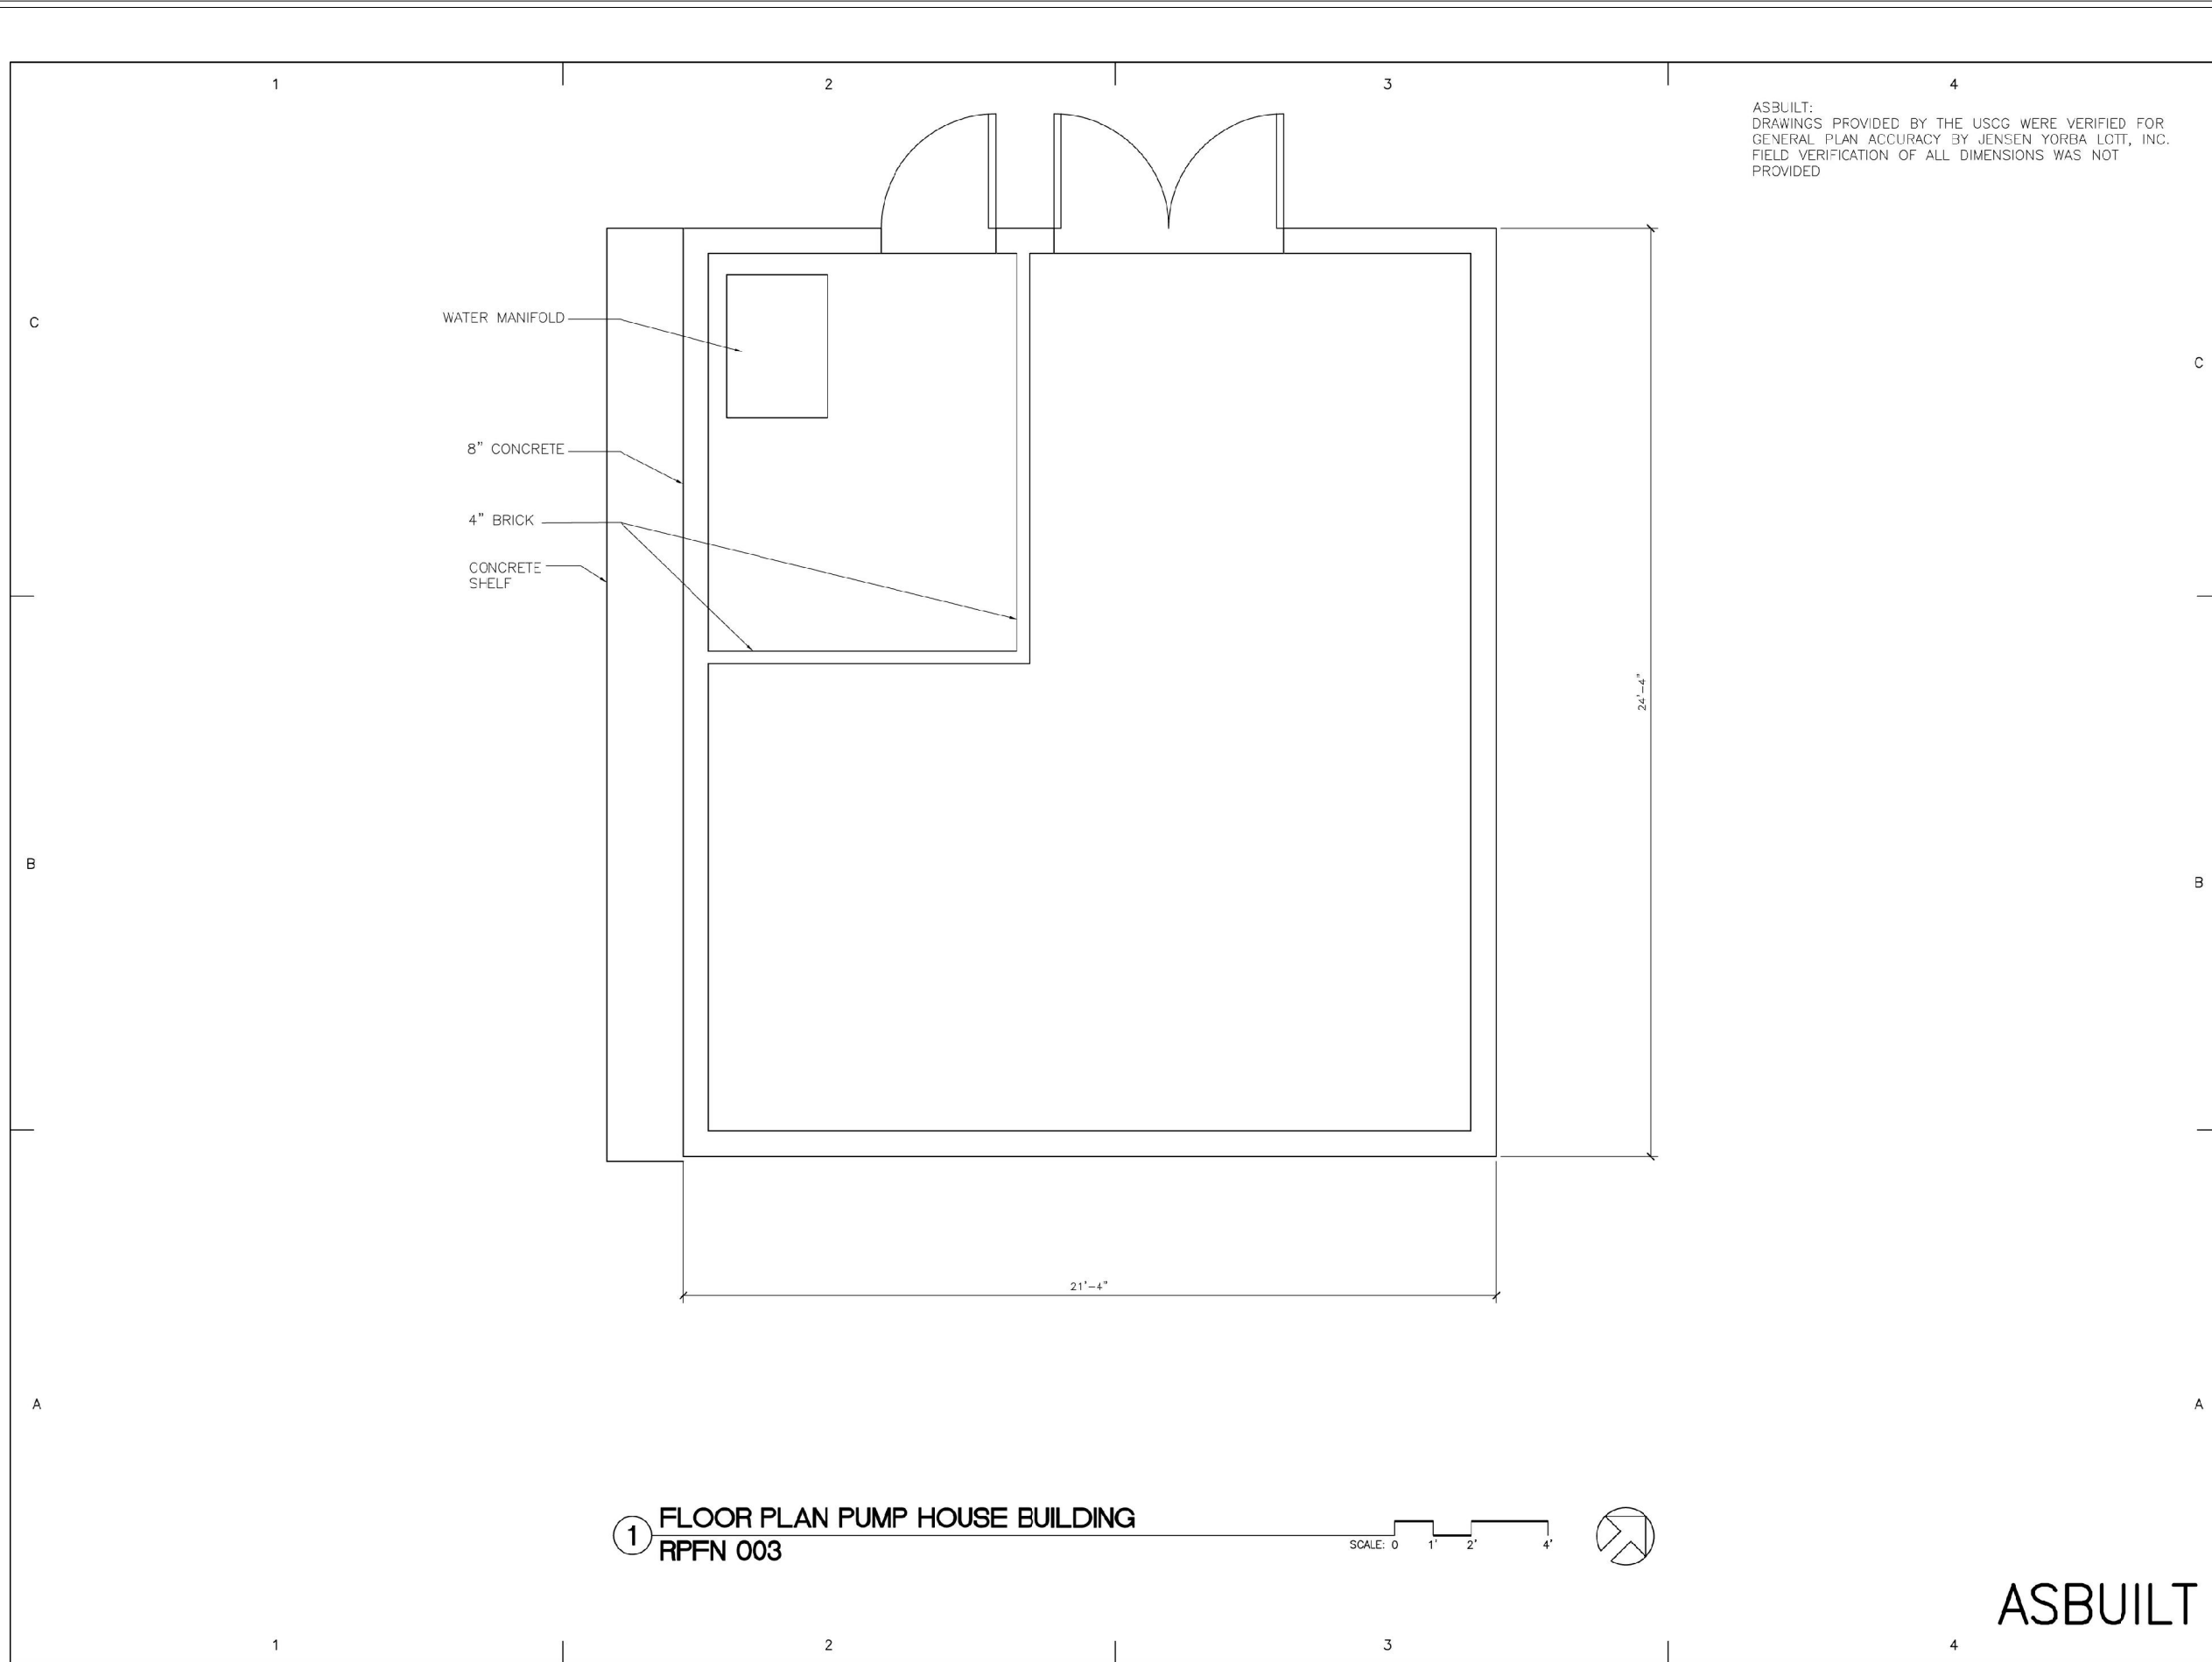 1 2 3 4
ASBUILT:
DRAWINGS PROVIDED BY THE USCG WERE VERIFIED FOR
GENERAL PLAN ACCURACY BY JENSEN YORBA LOTT, INC.
FIELD VERIFICATION OF ALL DIMENSIONS WAS NOT
PROVIDED
C
WATER MANIFOLD
C
8" CONCRETE
4" BRICK
CONCRETE
SHELF
24'-4"
B
B
21'-4"
A
A
1
FLOOR PLAN PUMP HOUSE BUILDING
RPFN 003
SCALE: 0 1' 2' 4'
ASBUILT
1 2 3 4